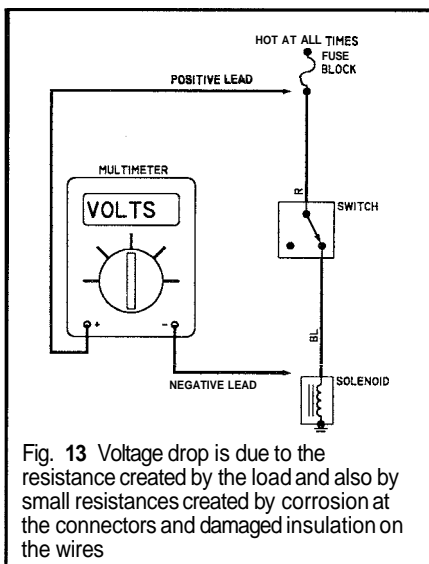 HOT AT ALL TIMES
FUSE
BLOCK
POSITIVE LEAD
MULTIMETER
VOLTS
R
SWITCH
+
-
BL
NEGATIVE LEAD
SOLENOID
Fig. 13 Voltage drop is due to the
resistance created by the load and also by
small resistances created by corrosion at
the connectors and damaged insulation on
the wires